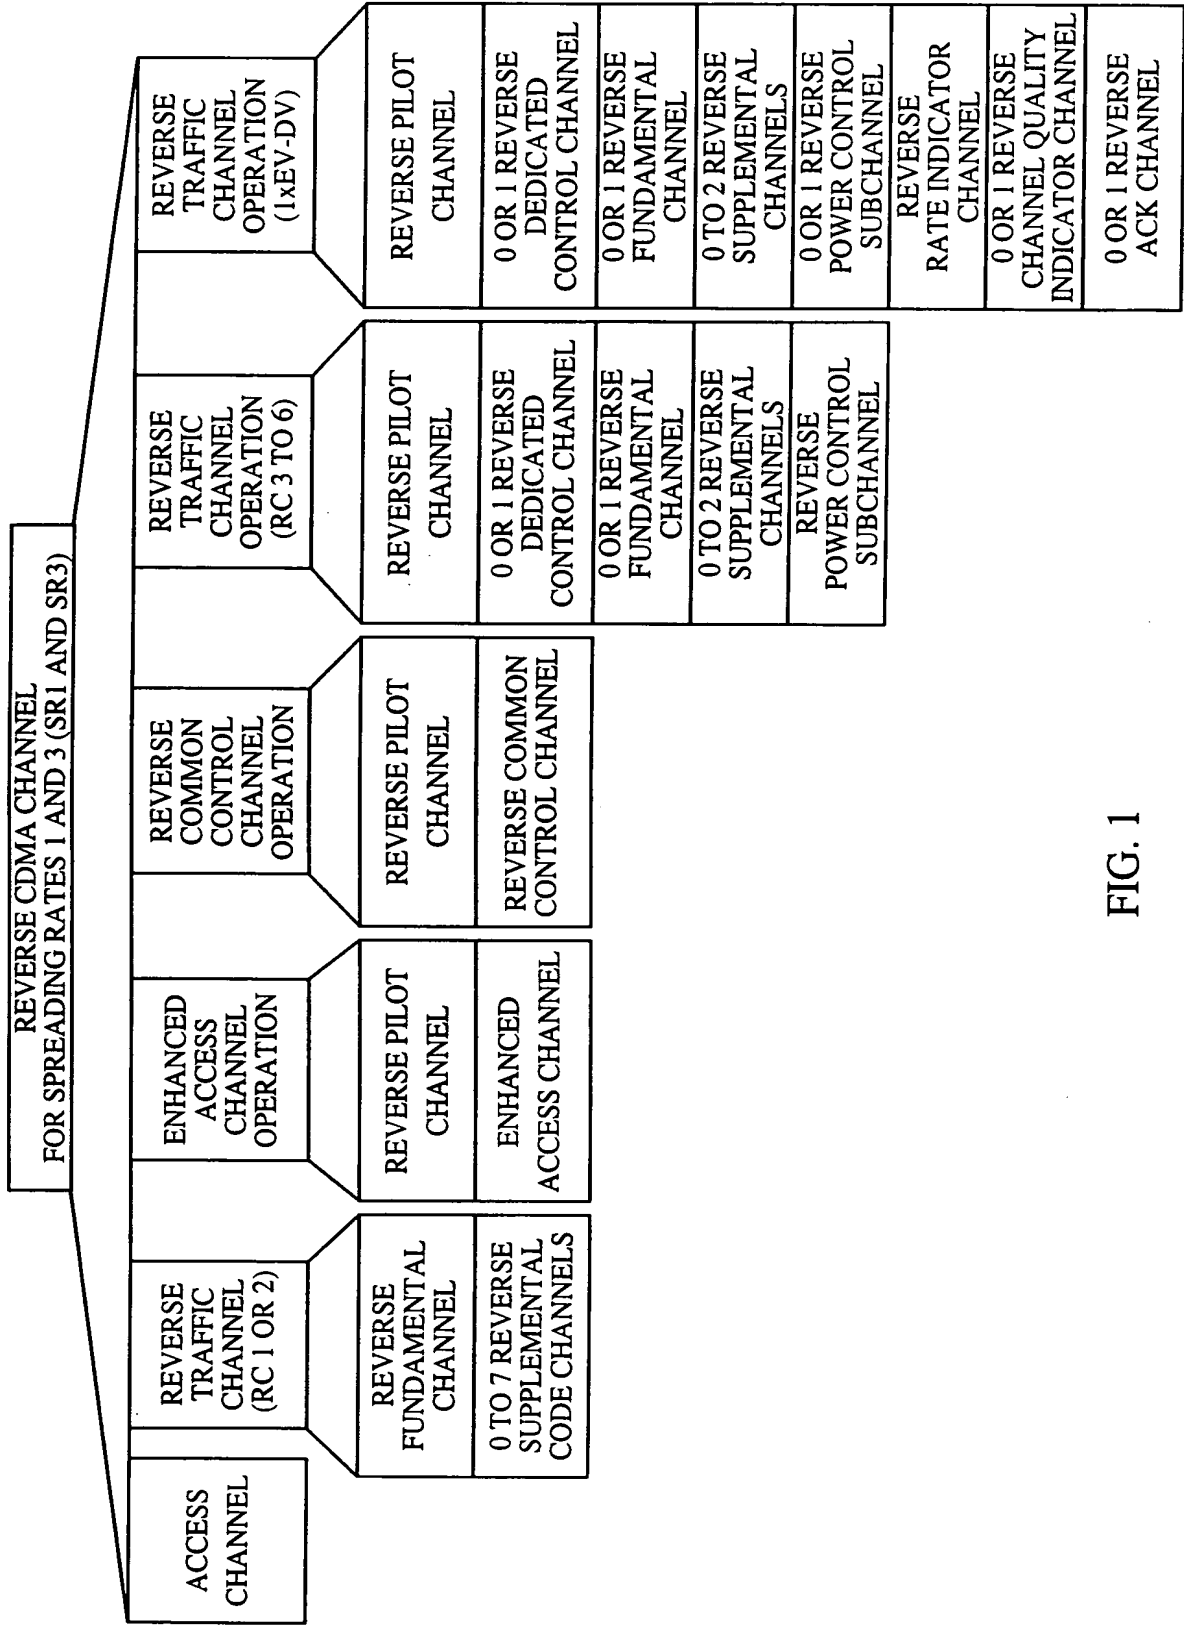 REVERSE CDMA CHANNEL
FOR SPREADING RATES 1 AND 3 (SR1 AND SR3)
ACCESS
CHANNEL
REVERSE
TRAFFIC
CHANNEL
(RC 1 OR 2)
REVERSE
FUNDAMENTAL
CHANNEL
0 TO 7 REVERSE
SUPPLEMENTAL
CODE CHANNELS
ENHANCED
ACCESS
CHANNEL
OPERATION
REVERSE PILOT
CHANNEL
ENHANCED
ACCESS CHANNEL
REVERSE
COMMON
CONTROL
CHANNEL
OPERATION
REVERSE PILOT
CHANNEL
REVERSE COMMON
CONTROL CHANNEL
REVERSE
TRAFFIC
CHANNEL
OPERATION
(RC 3 TO 6)
REVERSE PILOT
CHANNEL
0 OR 1 REVERSE
DEDICATED
CONTROL CHANNEL
0 OR 1 REVERSE
FUNDAMENTAL
CHANNEL
0 TO 2 REVERSE
SUPPLEMENTAL
CHANNELS
REVERSE
POWER CONTROL
SUBCHANNEL
REVERSE
TRAFFIC
CHANNEL
OPERATION
(1xEV-DV)
REVERSE PILOT
CHANNEL
0 OR 1 REVERSE
DEDICATED
CONTROL CHANNEL
0 OR 1 REVERSE
FUNDAMENTAL
CHANNEL
0 TO 2 REVERSE
SUPPLEMENTAL
CHANNELS
0 OR 1 REVERSE
POWER CONTROL
SUBCHANNEL
REVERSE
RATE INDICATOR
CHANNEL
0 OR 1 REVERSE
CHANNEL QUALITY
INDICATOR CHANNEL
0 OR 1 REVERSE
ACK CHANNEL
FIG. 1